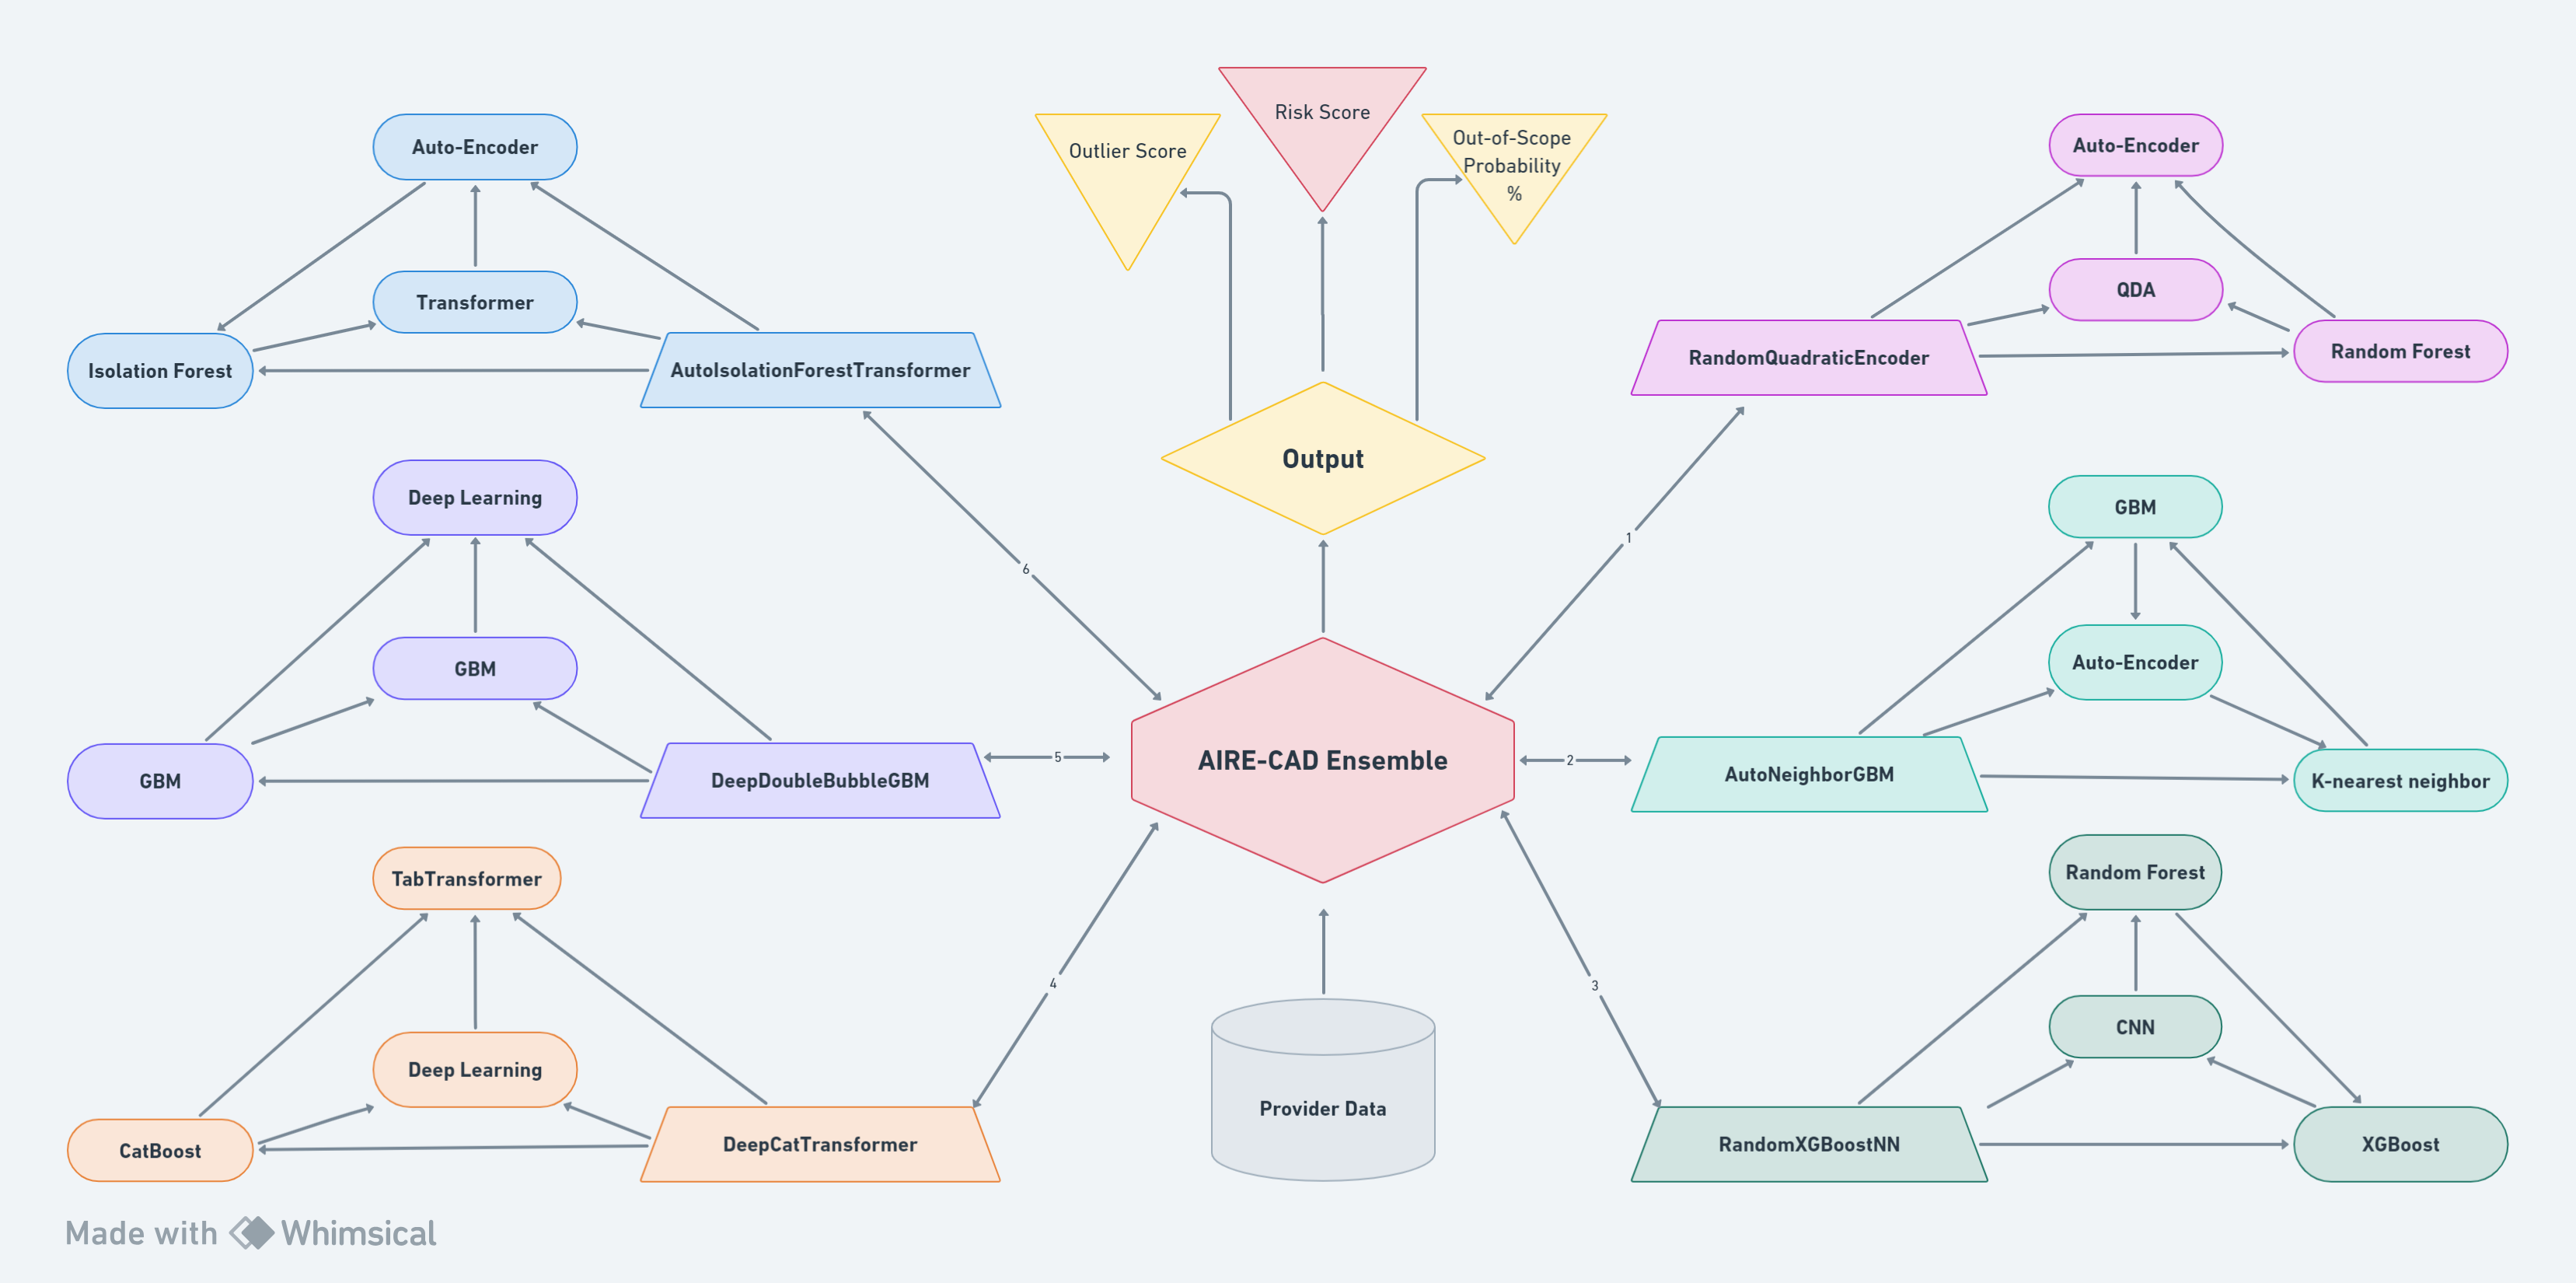 Risk Score
Outlier Score
Out-of-Scope
Probability
%
Output
AIRE-CAD Ensemble
Provider Data
Auto-Encoder
Transformer
Isolation Forest
AutoIsolationForestTransformer
6
Deep Learning
GBM
GBM
DeepDoubleBubbleGBM
5
TabTransformer
Deep Learning
CatBoost
DeepCatTransformer
4
Auto-Encoder
QDA
RandomQuadraticEncoder
Random Forest
1
GBM
Auto-Encoder
AutoNeighborGBM
K-nearest neighbor
2
Random Forest
CNN
RandomXGBoostNN
XGBoost
3
Made with Whimsical